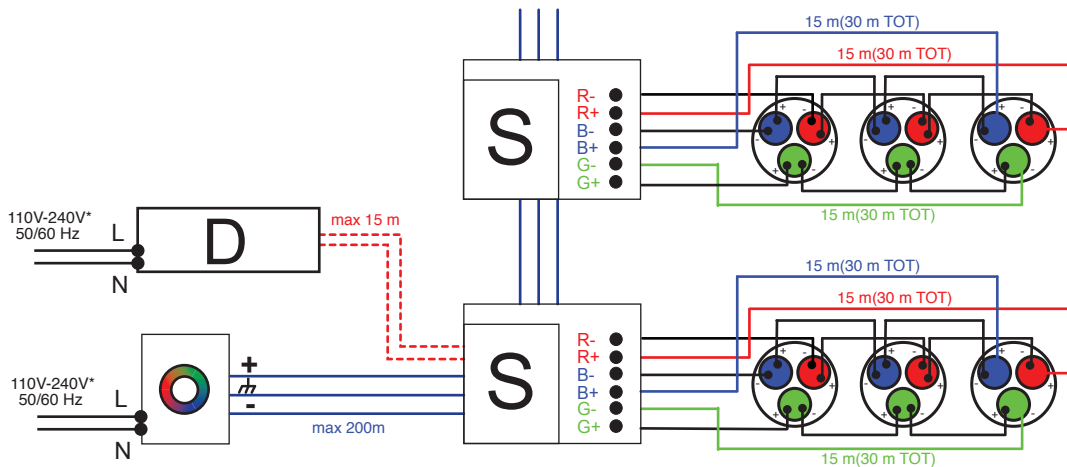 15 m(30 m TOT)
15 m(30 m TOT)
S
R-
R+
B-
B+
G-
G+
+ - + -
- + - + - +
+ - + - + -
15 m(30 m TOT)
110V-240V*
50/60 Hz
L
N
D
max 15 m
15 m(30 m TOT)
15 m(30 m TOT)
110V-240V*
50/60 Hz
L
N
+
-
max 200m
S
R-
R+
B-
B+
G-
G+
+ - + - + -
- + - + - +
+ - + - + -
15 m(30 m TOT)